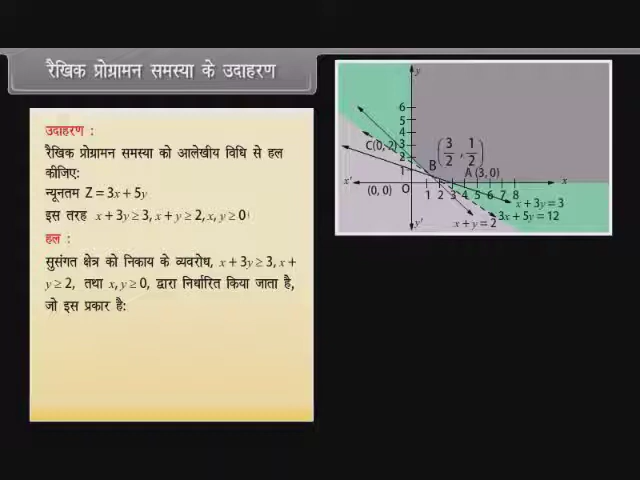 रैखिक प्रोग्रामन समस्या के उदाहरण
उदाहरण :
रैखिक प्रोग्रामन समस्या को आलेखीय विधि से हल
कीजिए:
न्यूनतम Z = 3x + 5y
इस तरह x + 3y ≥ 3, x + y ≥ 2, x, y ≥ 0
हल :
सुसंगत क्षेत्र को निकाय के व्यवरोध, x + 3y ≥ 3, x +
y ≥ 2, तथा x, y ≥ 0, द्वारा निर्धारित किया जाता है,
जो इस प्रकार है:
y
6
5
4
3
2
1
C(0, 2)
B (3/2, 1/2)
A (3, 0)
x' O x
(0, 0)
1 2 3 4 5 6 7 8
x + 3y = 3
3x + 5y = 12
x + y = 2
y'